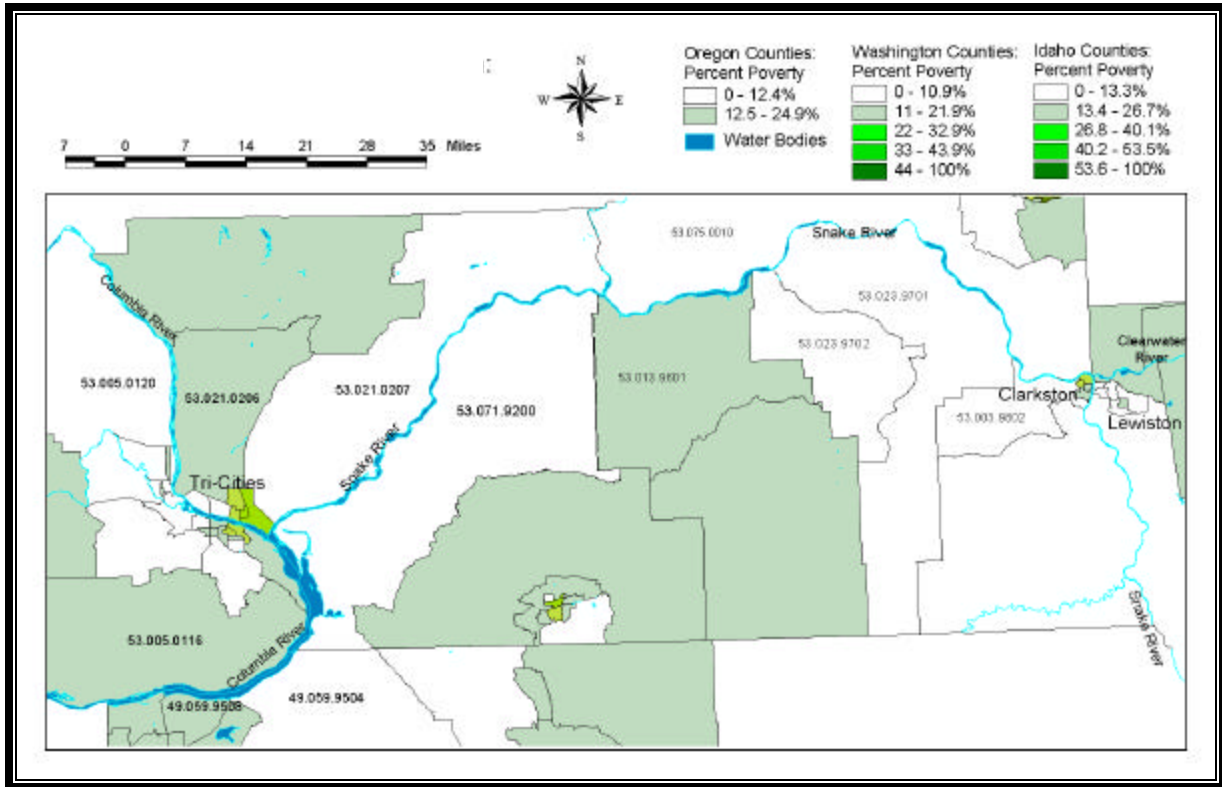 Oregon Counties:
Percent Poverty
0 - 12.4%
12.5 - 24.9%
Water Bodies
Washington Counties:
Percent Poverty
0 - 10.9%
11 - 21.9%
22 - 32.9%
33 - 43.9%
44 - 100%
Idaho Counties:
Percent Poverty
0 - 13.3%
13.4 - 26.7%
26.8 - 40.1%
40.2 - 53.5%
53.6 - 100%
N
W E
S
7 0 7 14 21 28 35 Miles
53.075.0010
Snake River
Columbia River
53.023.9701
53.023.9702
Clearwater
River
53.005.0120
53.021.0206
53.021.0207
53.013.9601
53.071.9200
Clarkston
53.003.9602
Lewiston
Snake River
Tri-Cities
53.005.0116
Columbia River
Snake River
49.059.9508
49.059.9504